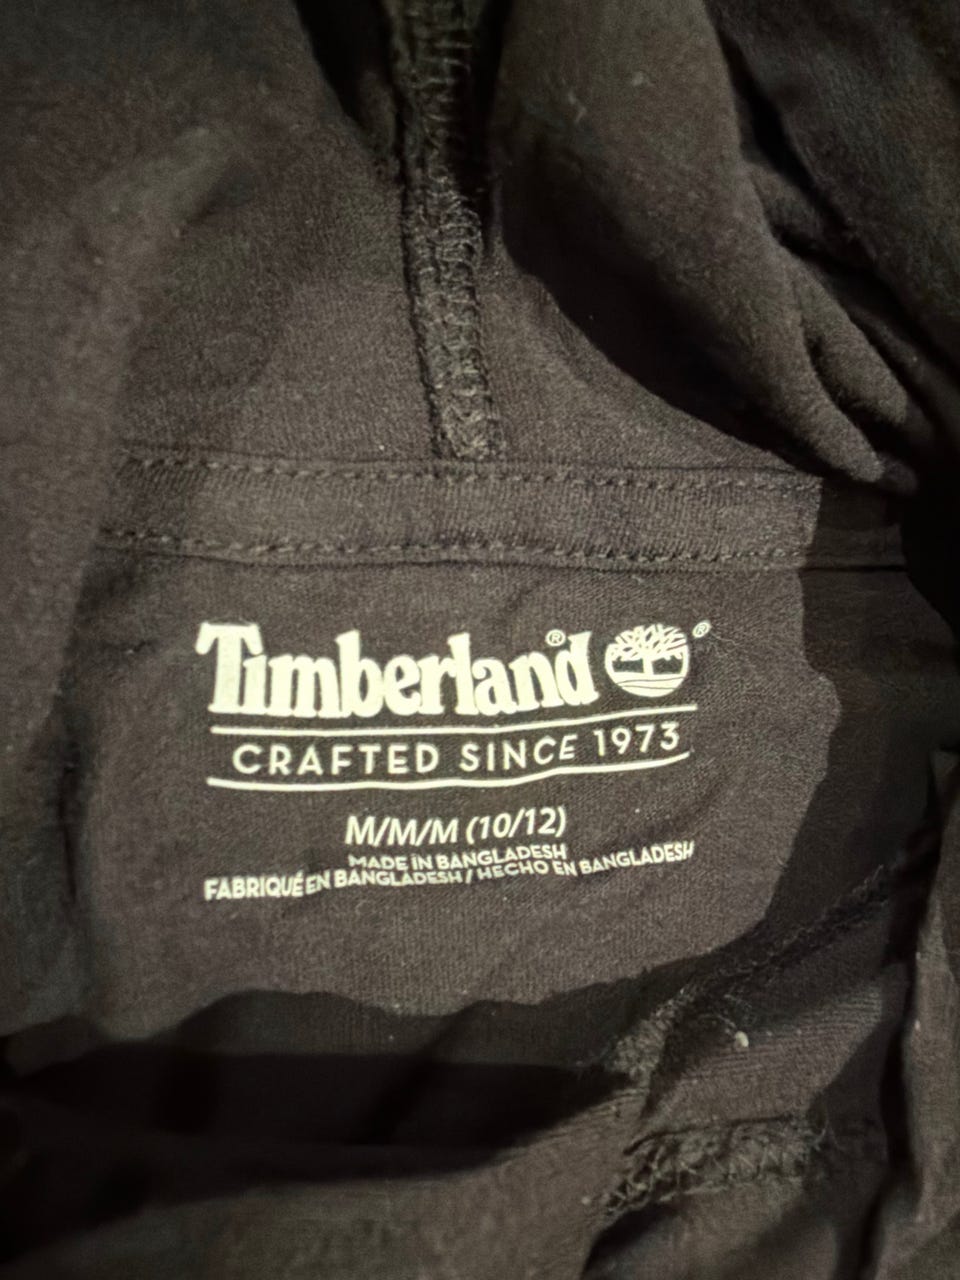 Timberland® ®
CRAFTED SINCE 1973
M/M/M (10/12)
MADE IN BANGLADESH
FABRIQUÉ EN BANGLADESH / HECHO EN BANGLADESH